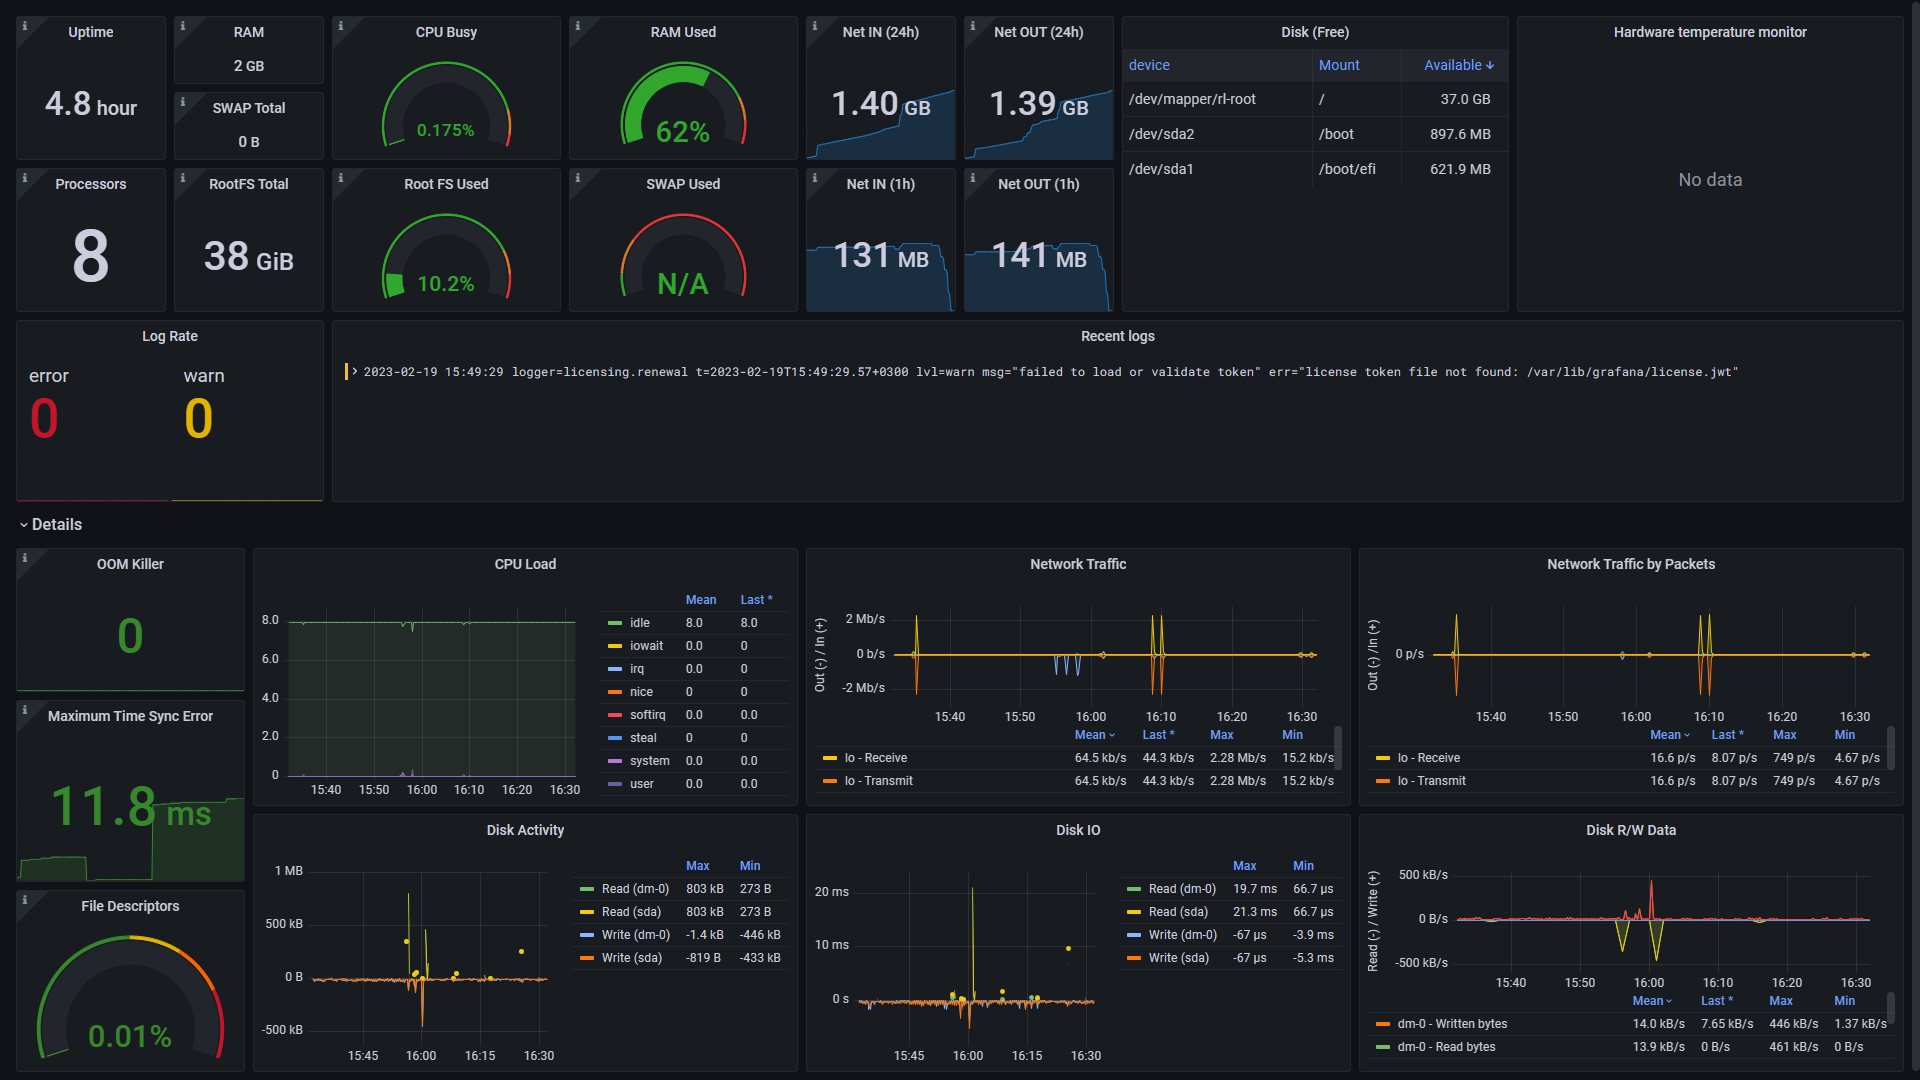 Uptime
4.8 hour
RAM
2 GB
SWAP Total
0 B
CPU Busy
0.175%
RAM Used
62%
Net IN (24h)
1.40 GB
Net OUT (24h)
1.39 GB
Disk (Free)
device Mount Available
/dev/mapper/rl-root / 37.0 GB
/dev/sda2 /boot 897.6 MB
/dev/sda1 /boot/efi 621.9 MB
Hardware temperature monitor
No data
Processors
8
RootFS Total
38 GiB
Root FS Used
10.2%
SWAP Used
N/A
Net IN (1h)
131 MB
Net OUT (1h)
141 MB
Log Rate
error
0
warn
0
Recent logs
2023-02-19 15:49:29 logger=licensing.renewal t=2023-02-19T15:49:29.57+0300 lvl=warn msg="failed to load or validate token" err="license token file not found: /var/lib/grafana/license.jwt"
Details
OOM Killer
0
Maximum Time Sync Error
11.8 ms
File Descriptors
0.01%
CPU Load
8.0
6.0
4.0
2.0
0
15:40 15:50 16:00 16:10 16:20 16:30
Mean Last *
idle 8.0 8.0
iowait 0.0 0
irq 0.0 0.0
nice 0 0
softirq 0.0 0.0
steal 0 0
system 0.0 0.0
user 0.0 0.0
Network Traffic
Out (-) / In (+)
2 Mb/s
0 b/s
-2 Mb/s
15:40 15:50 16:00 16:10 16:20 16:30
Mean Last * Max Min
lo - Receive 64.5 kb/s 44.3 kb/s 2.28 Mb/s 15.2 kb/s
lo - Transmit 64.5 kb/s 44.3 kb/s 2.28 Mb/s 15.2 kb/s
Network Traffic by Packets
Out (-) /In (+)
0 p/s
15:40 15:50 16:00 16:10 16:20 16:30
Mean Last * Max Min
lo - Receive 16.6 p/s 8.07 p/s 749 p/s 4.67 p/s
lo - Transmit 16.6 p/s 8.07 p/s 749 p/s 4.67 p/s
Disk Activity
1 MB
500 kB
0 B
-500 kB
15:45 16:00 16:15 16:30
Max Min
Read (dm-0) 803 kB 273 B
Read (sda) 803 kB 273 B
Write (dm-0) -1.4 kB -446 kB
Write (sda) -819 B -433 kB
Disk IO
20 ms
10 ms
0 s
15:45 16:00 16:15 16:30
Max Min
Read (dm-0) 19.7 ms 66.7 µs
Read (sda) 21.3 ms 66.7 µs
Write (dm-0) -67 µs -3.9 ms
Write (sda) -67 µs -5.3 ms
Disk R/W Data
Read (-) / Write (+)
500 kB/s
0 B/s
-500 kB/s
15:40 15:50 16:00 16:10 16:20 16:30
Mean Last * Max Min
dm-0 - Written bytes 14.0 kB/s 7.65 kB/s 446 kB/s 1.37 kB/s
dm-0 - Read bytes 13.9 kB/s 0 B/s 461 kB/s 0 B/s